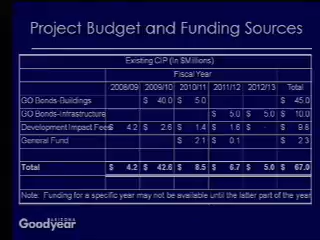 Project Budget and Funding Sources
Existing CIP (In $Millions)
Fiscal Year
2008/09 2009/10 2010/11 2011/12 2012/13 Total
GO Bonds-Buildings $ 40.0 $ 5.0 $ 45.0
GO Bonds-Infrastructure $ 5.0 $ 5.0 $ 10.0
Development Impact Fees $ 4.2 $ 2.6 $ 1.4 $ 1.6 $ - $ 9.8
General Fund $ 2.1 $ 0.1 $ 2.3
Total $ 4.2 $ 42.6 $ 8.5 $ 6.7 $ 5.0 $ 67.0
Note: Funding for a specific year may not be available until the latter part of the year
ARIZONA
Goodyear